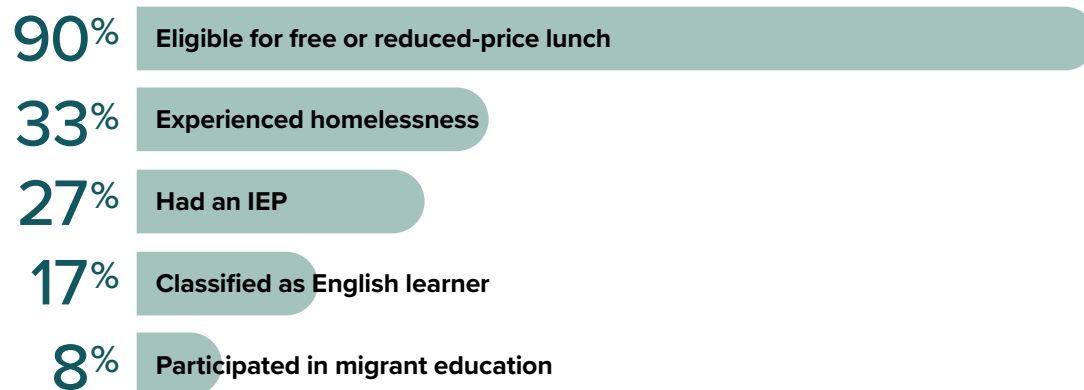 90% Eligible for free or reduced-price lunch
33% Experienced homelessness
27% Had an IEP
17% Classified as English learner
8% Participated in migrant education